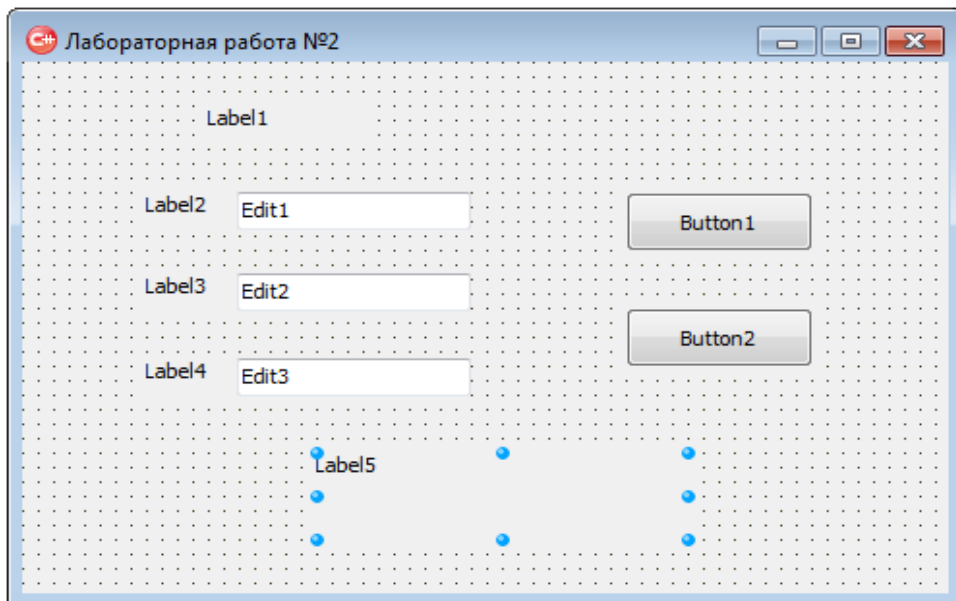 C++ Лабораторная работа №2
Label1
Label2 Edit1
Button1
Label3 Edit2
Button2
Label4 Edit3
Label5